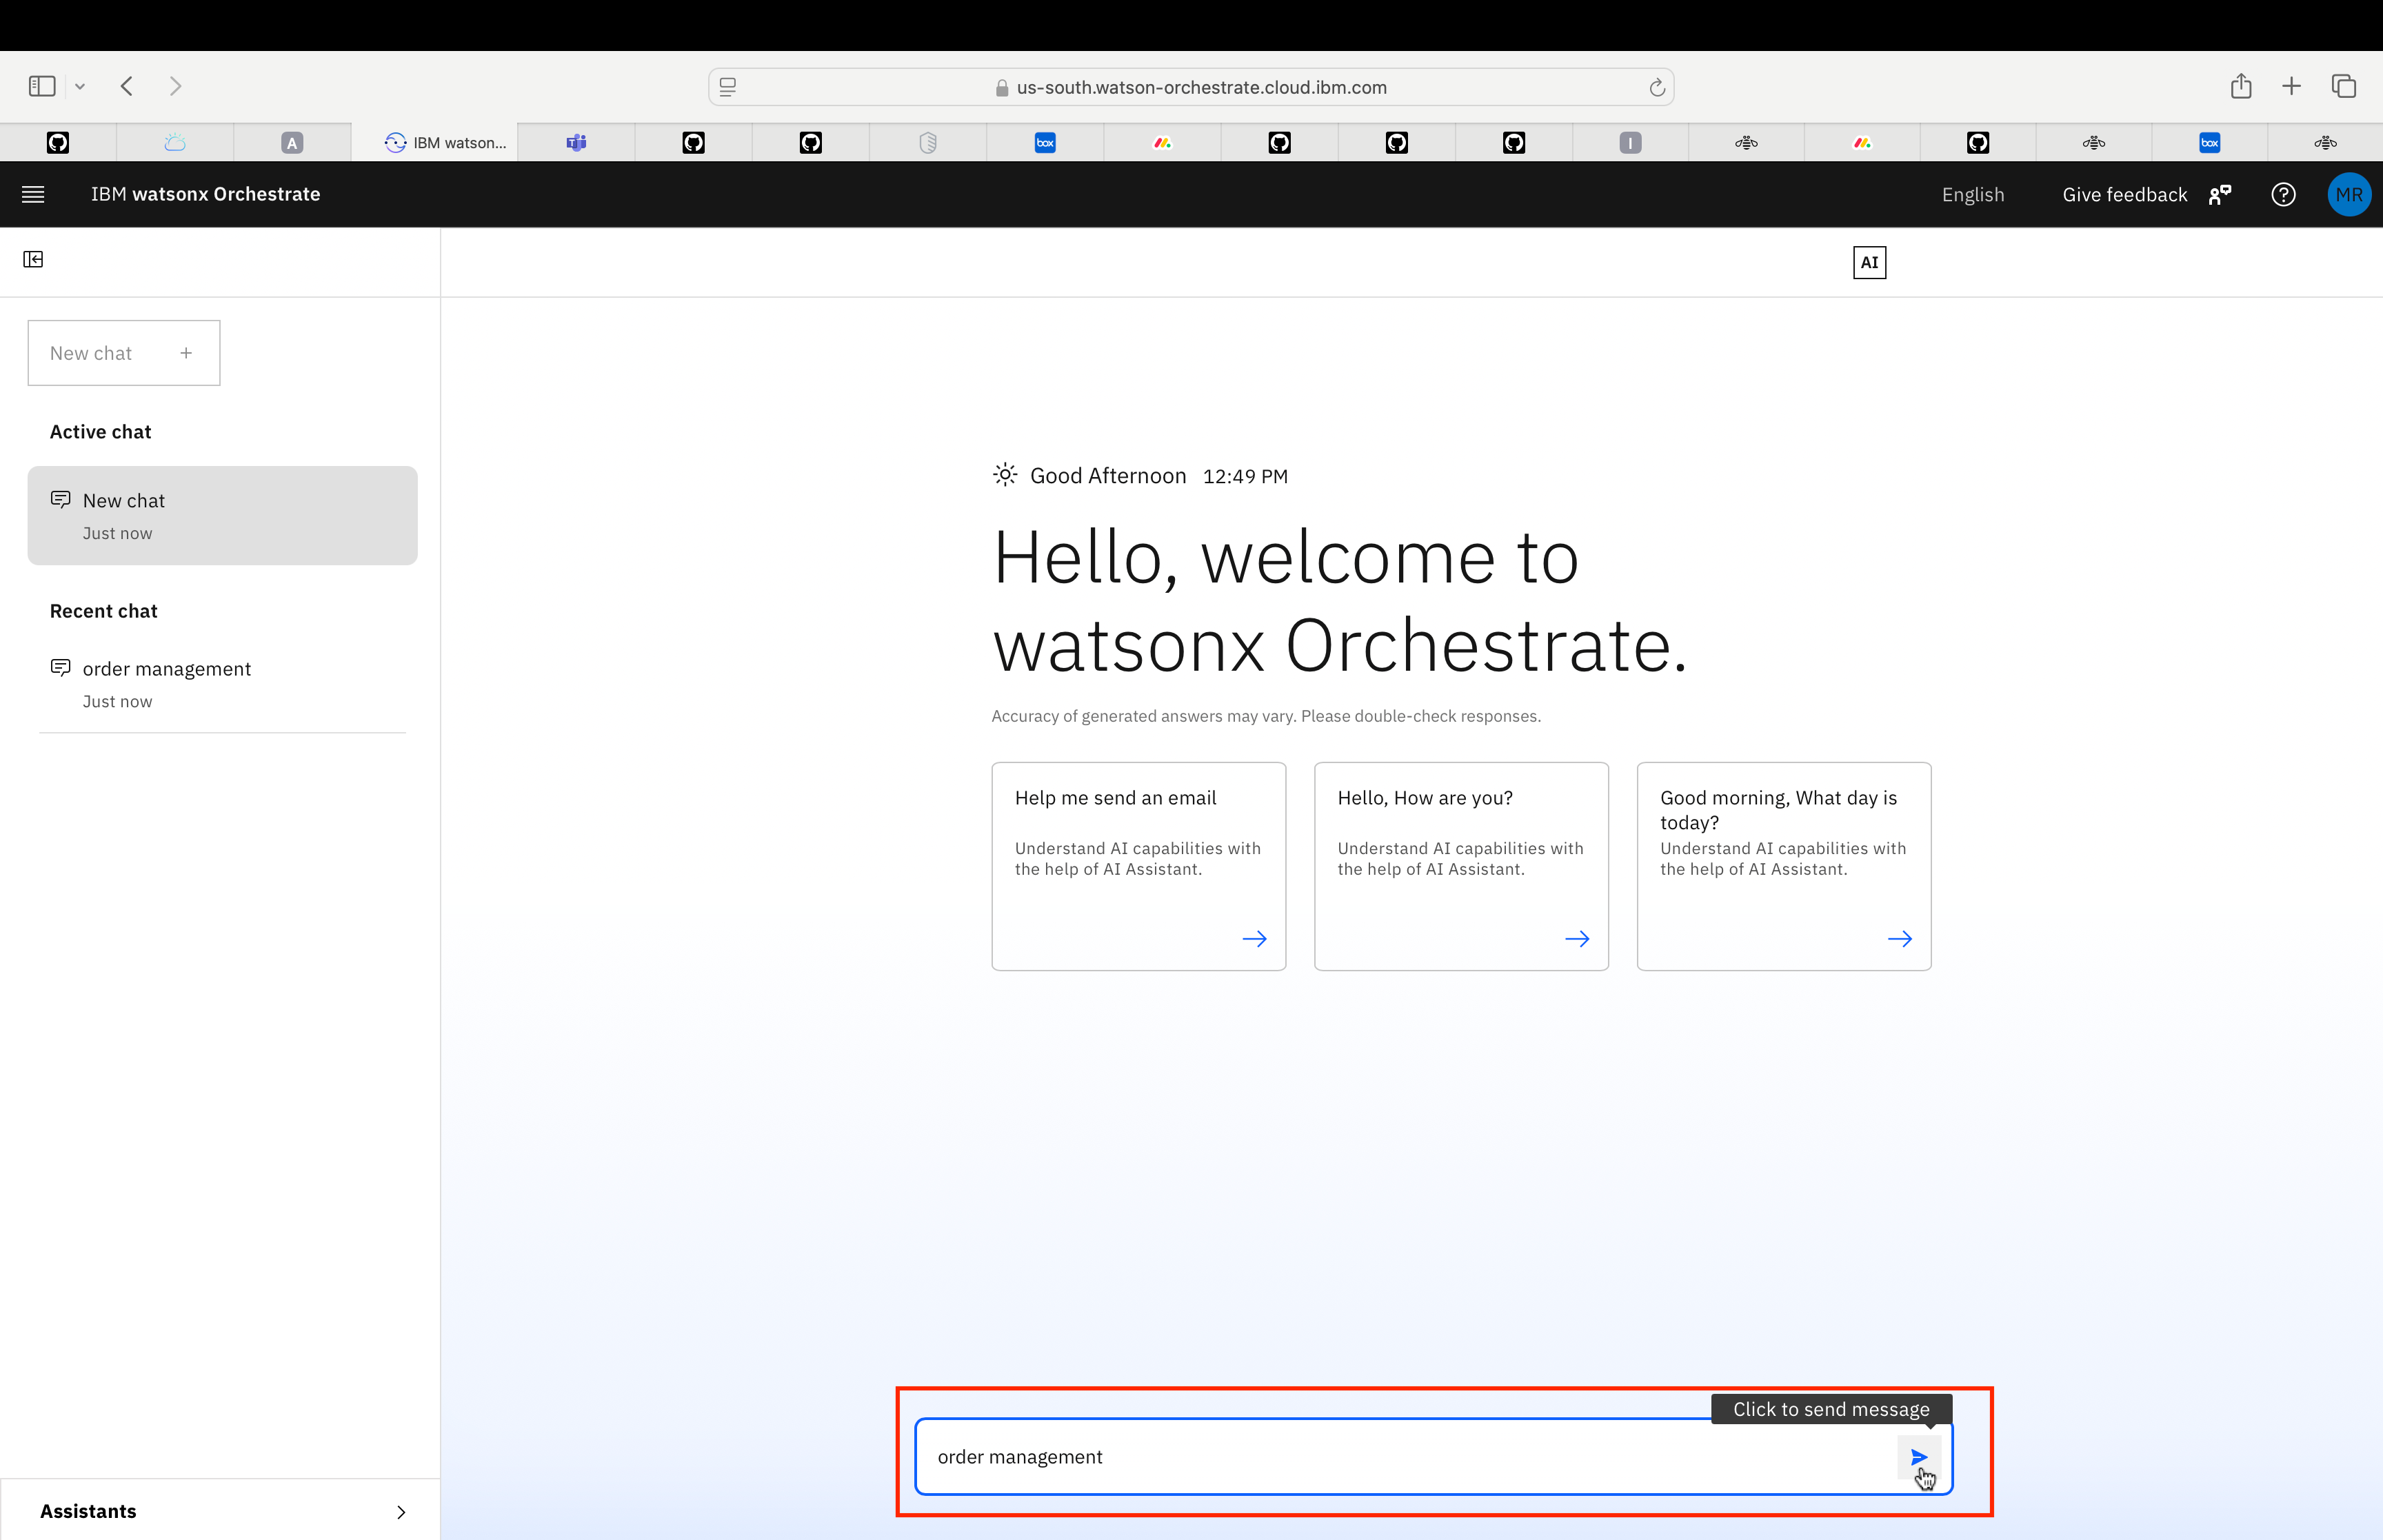 us-south.watson-orchestrate.cloud.ibm.com
A
IBM watson...
box
I
box
IBM watsonx Orchestrate
English
Give feedback
MR
AI
New chat +
Active chat
New chat
Just now
Recent chat
order management
Just now
Assistants
Good Afternoon 12:49 PM
Hello, welcome to
watsonx Orchestrate.
Accuracy of generated answers may vary. Please double-check responses.
Help me send an email
Understand AI capabilities with
the help of AI Assistant.
Hello, How are you?
Understand AI capabilities with
the help of AI Assistant.
Good morning, What day is
today?
Understand AI capabilities with
the help of AI Assistant.
Click to send message
order management